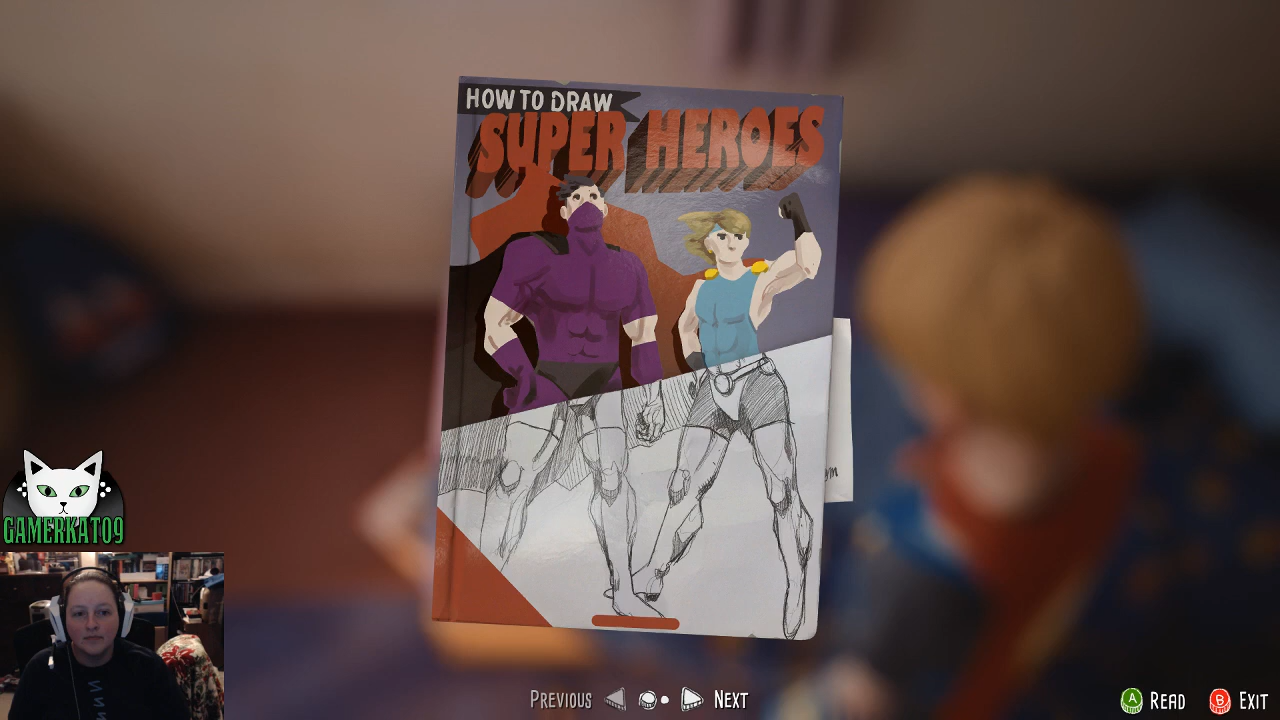 HOW TO DRAW
SUPER HEROES
GAMERKAT09
PREVIOUS
NEXT
A READ
B EXIT